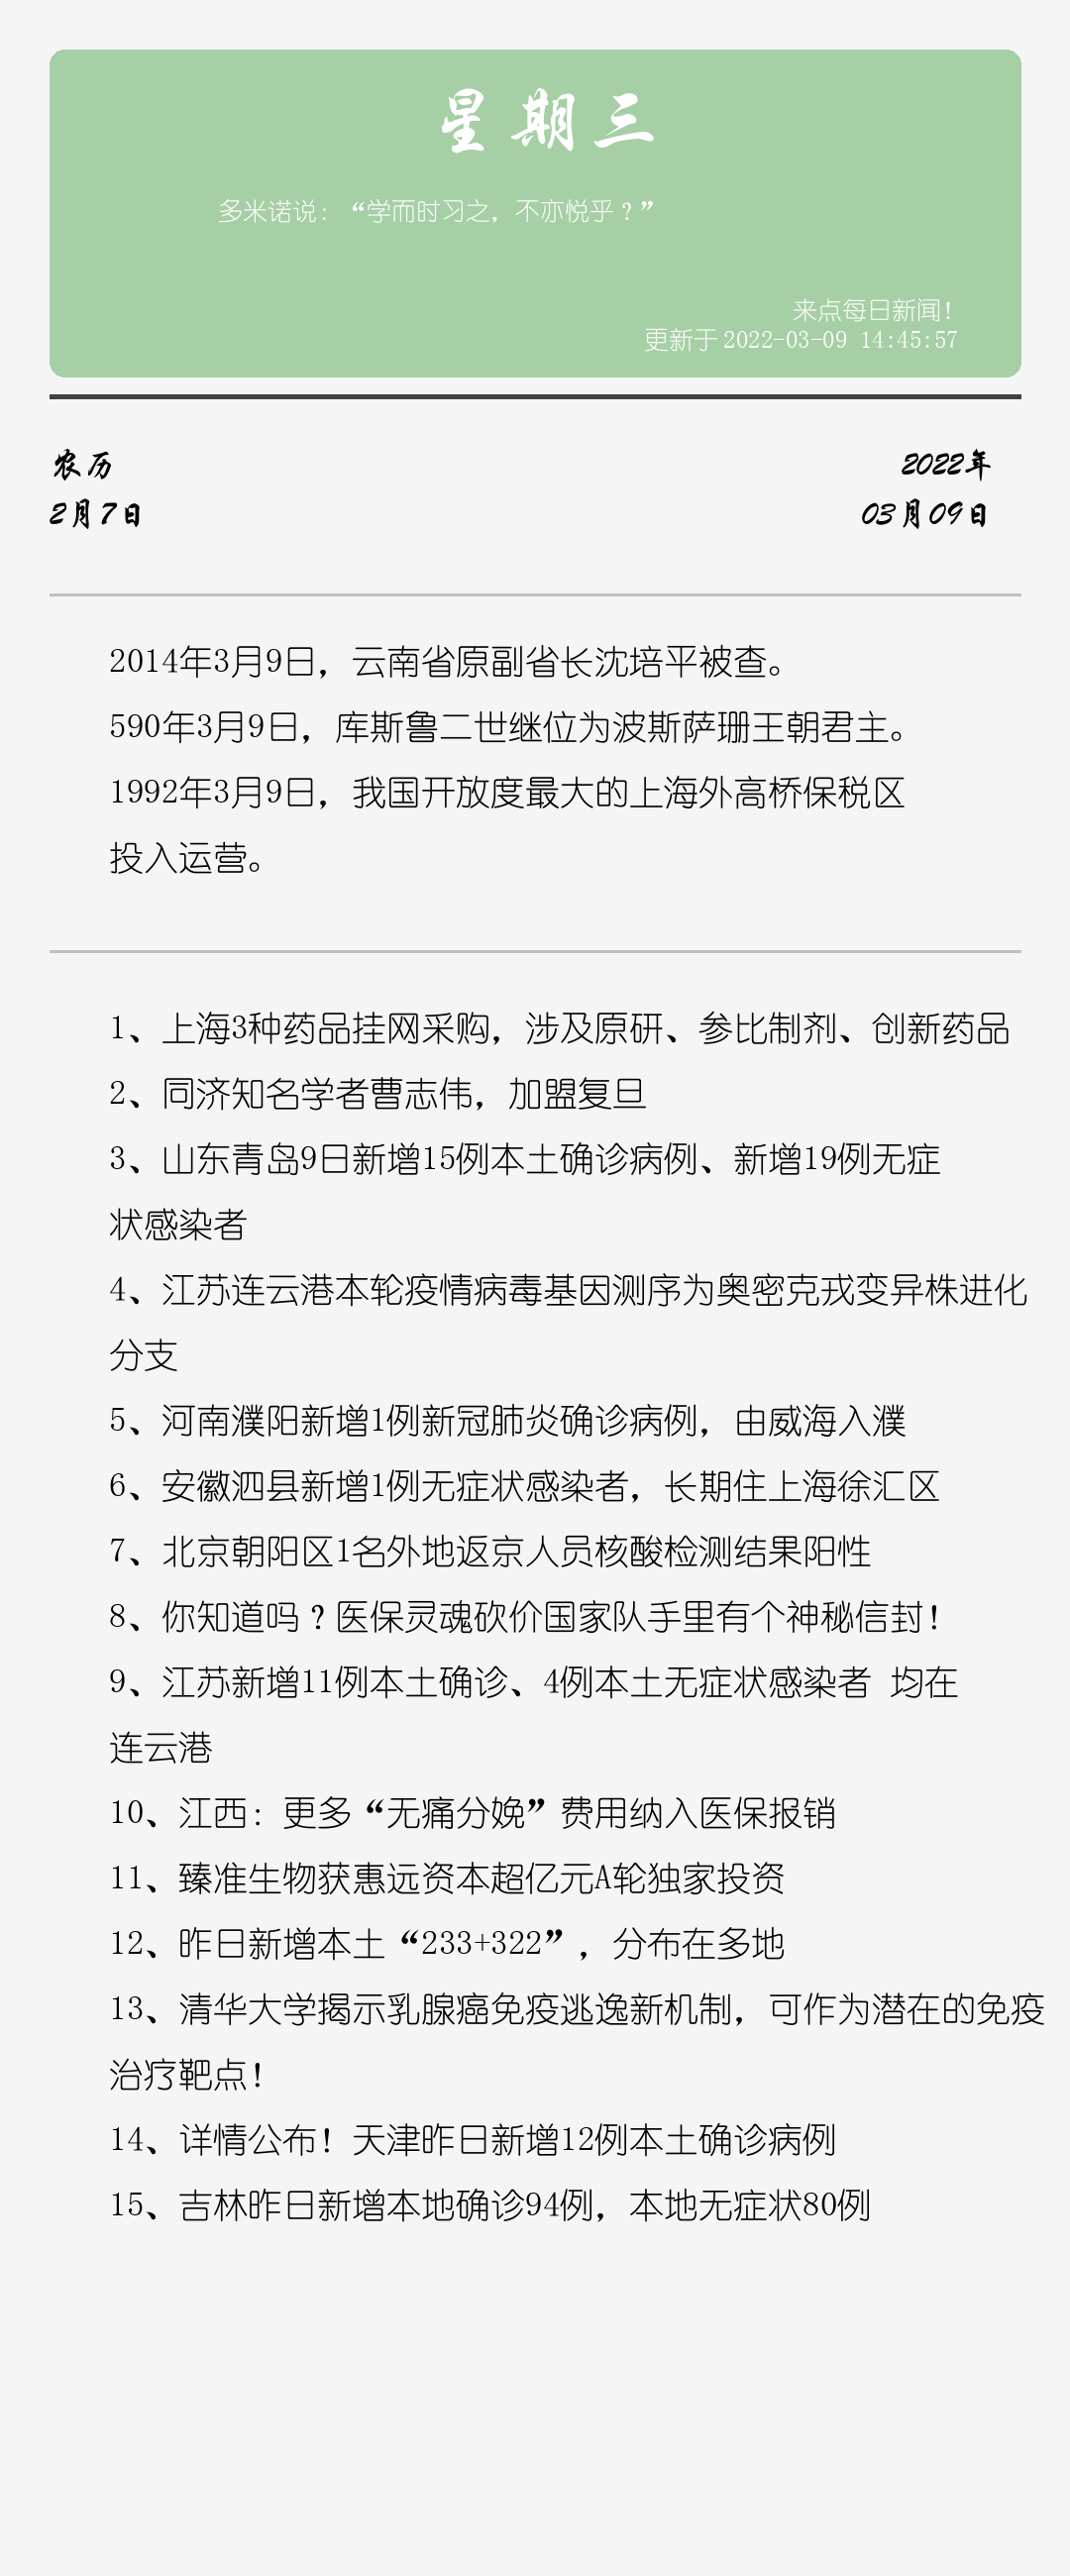 星期三
多米诺说：“学而时习之，不亦悦乎？”
来点每日新闻！
更新于2022-03-09 14:45:57
农历
2月7日
2022年
03月09日
2014年3月9日，云南省原副省长沈培平被查。
590年3月9日，库斯鲁二世继位为波斯萨珊王朝君主。
1992年3月9日，我国开放度最大的上海外高桥保税区
投入运营。
1、上海3种药品挂网采购，涉及原研、参比制剂、创新药品
2、同济知名学者曹志伟，加盟复旦
3、山东青岛9日新增15例本土确诊病例、新增19例无症
状感染者
4、江苏连云港本轮疫情病毒基因测序为奥密克戎变异株进化
分支
5、河南濮阳新增1例新冠肺炎确诊病例，由威海入濮
6、安徽泗县新增1例无症状感染者，长期住上海徐汇区
7、北京朝阳区1名外地返京人员核酸检测结果阳性
8、你知道吗？医保灵魂砍价国家队手里有个神秘信封！
9、江苏新增11例本土确诊、4例本土无症状感染者 均在
连云港
10、江西：更多“无痛分娩”费用纳入医保报销
11、臻准生物获惠远资本超亿元A轮独家投资
12、昨日新增本土“233+322”，分布在多地
13、清华大学揭示乳腺癌免疫逃逸新机制，可作为潜在的免疫
治疗靶点！
14、详情公布！天津昨日新增12例本土确诊病例
15、吉林昨日新增本地确诊94例，本地无症状80例